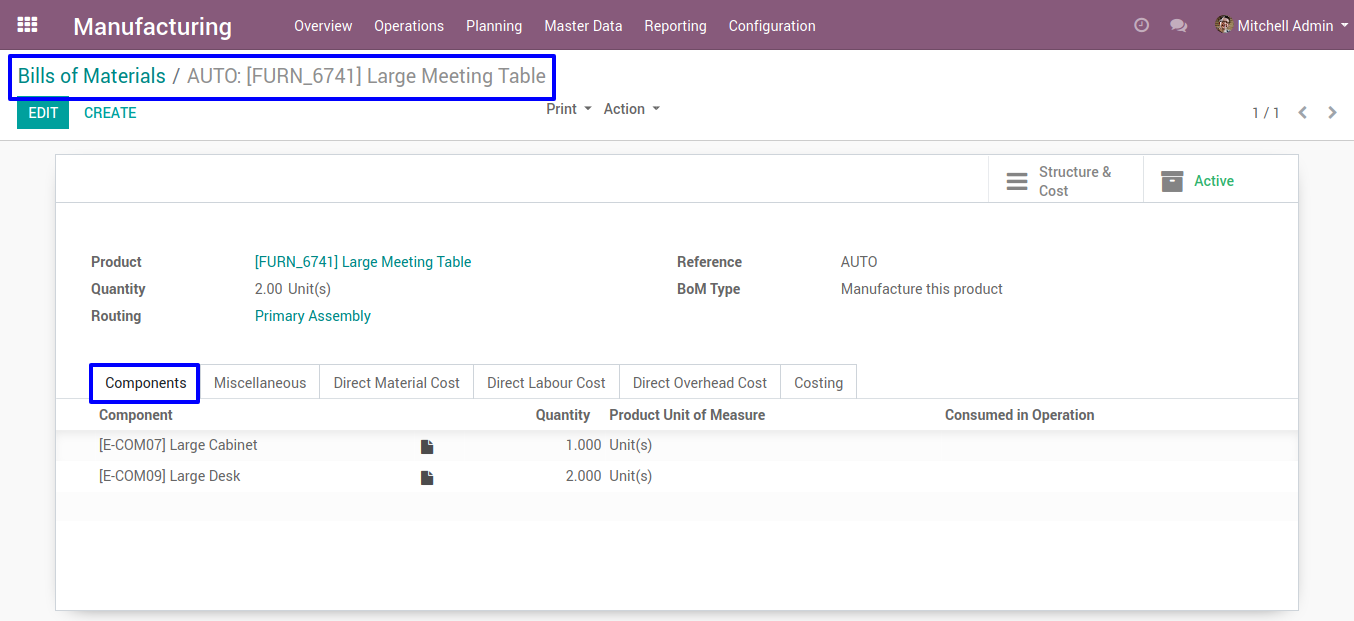 Manufacturing Overview Operations Planning Master Data Reporting Configuration Mitchell Admin
Bills of Materials / AUTO: [FURN_6741] Large Meeting Table
EDIT CREATE Print Action 1 / 1
Structure & Cost Active
Product [FURN_6741] Large Meeting Table Reference AUTO
Quantity 2.00 Unit(s) BoM Type Manufacture this product
Routing Primary Assembly
Components Miscellaneous Direct Material Cost Direct Labour Cost Direct Overhead Cost Costing
Component Quantity Product Unit of Measure Consumed in Operation
[E-COM07] Large Cabinet 1.000 Unit(s)
[E-COM09] Large Desk 2.000 Unit(s)